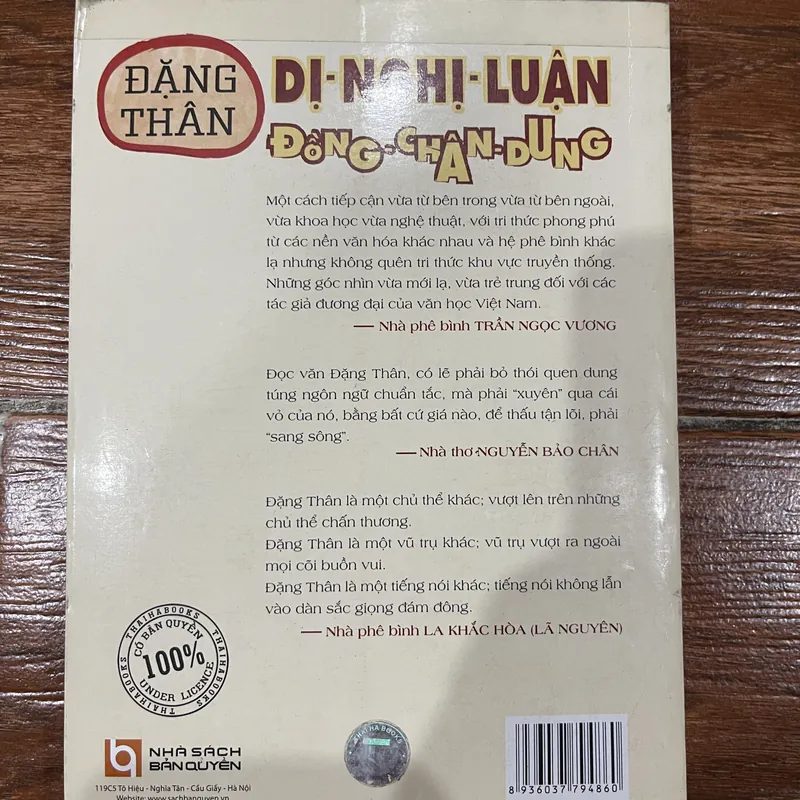 ĐẶNG
THÂN
DỊ-NGHỊ-LUẬN
ĐỒNG-CHÂN-DUNG
Một cách tiếp cận vừa từ bên trong vừa từ bên ngoài,
vừa khoa học vừa nghệ thuật, với tri thức phong phú
từ các nền văn hóa khác nhau và hệ phê bình khác
lạ nhưng không quên tri thức khu vực truyền thống.
Những góc nhìn vừa mới lạ, vừa trẻ trung đối với các
tác giả đương đại của văn học Việt Nam.
— Nhà phê bình TRẦN NGỌC VƯƠNG
Đọc văn Đặng Thân, có lẽ phải bỏ thói quen dung
túng ngôn ngữ chuẩn tắc, mà phải “xuyên” qua cái
vỏ của nó, bằng bất cứ giá nào, để thấu tận lõi, phải
“sang sông”.
— Nhà thơ NGUYỄN BẢO CHÂN
Đặng Thân là một chủ thể khác; vượt lên trên những
chủ thể chấn thương.
Đặng Thân là một vũ trụ khác; vũ trụ vượt ra ngoài
mọi cõi buồn vui.
Đặng Thân là một tiếng nói khác; tiếng nói không lẫn
vào dàn sắc giọng đám đông.
— Nhà phê bình LA KHẮC HÒA (LÃ NGUYÊN)
THAIHABOOKS THAIHABOOKS THAIHABOOKS
CÓ BẢN QUYỀN
100%
UNDER LICENCE
THAIHA BOOKS
NHÀ SÁCH
BẢN QUYỀN
119C5 Tô Hiệu - Nghĩa Tân - Cầu Giấy - Hà Nội
Website: www.sachbanquyen.vn
8 936037 794860